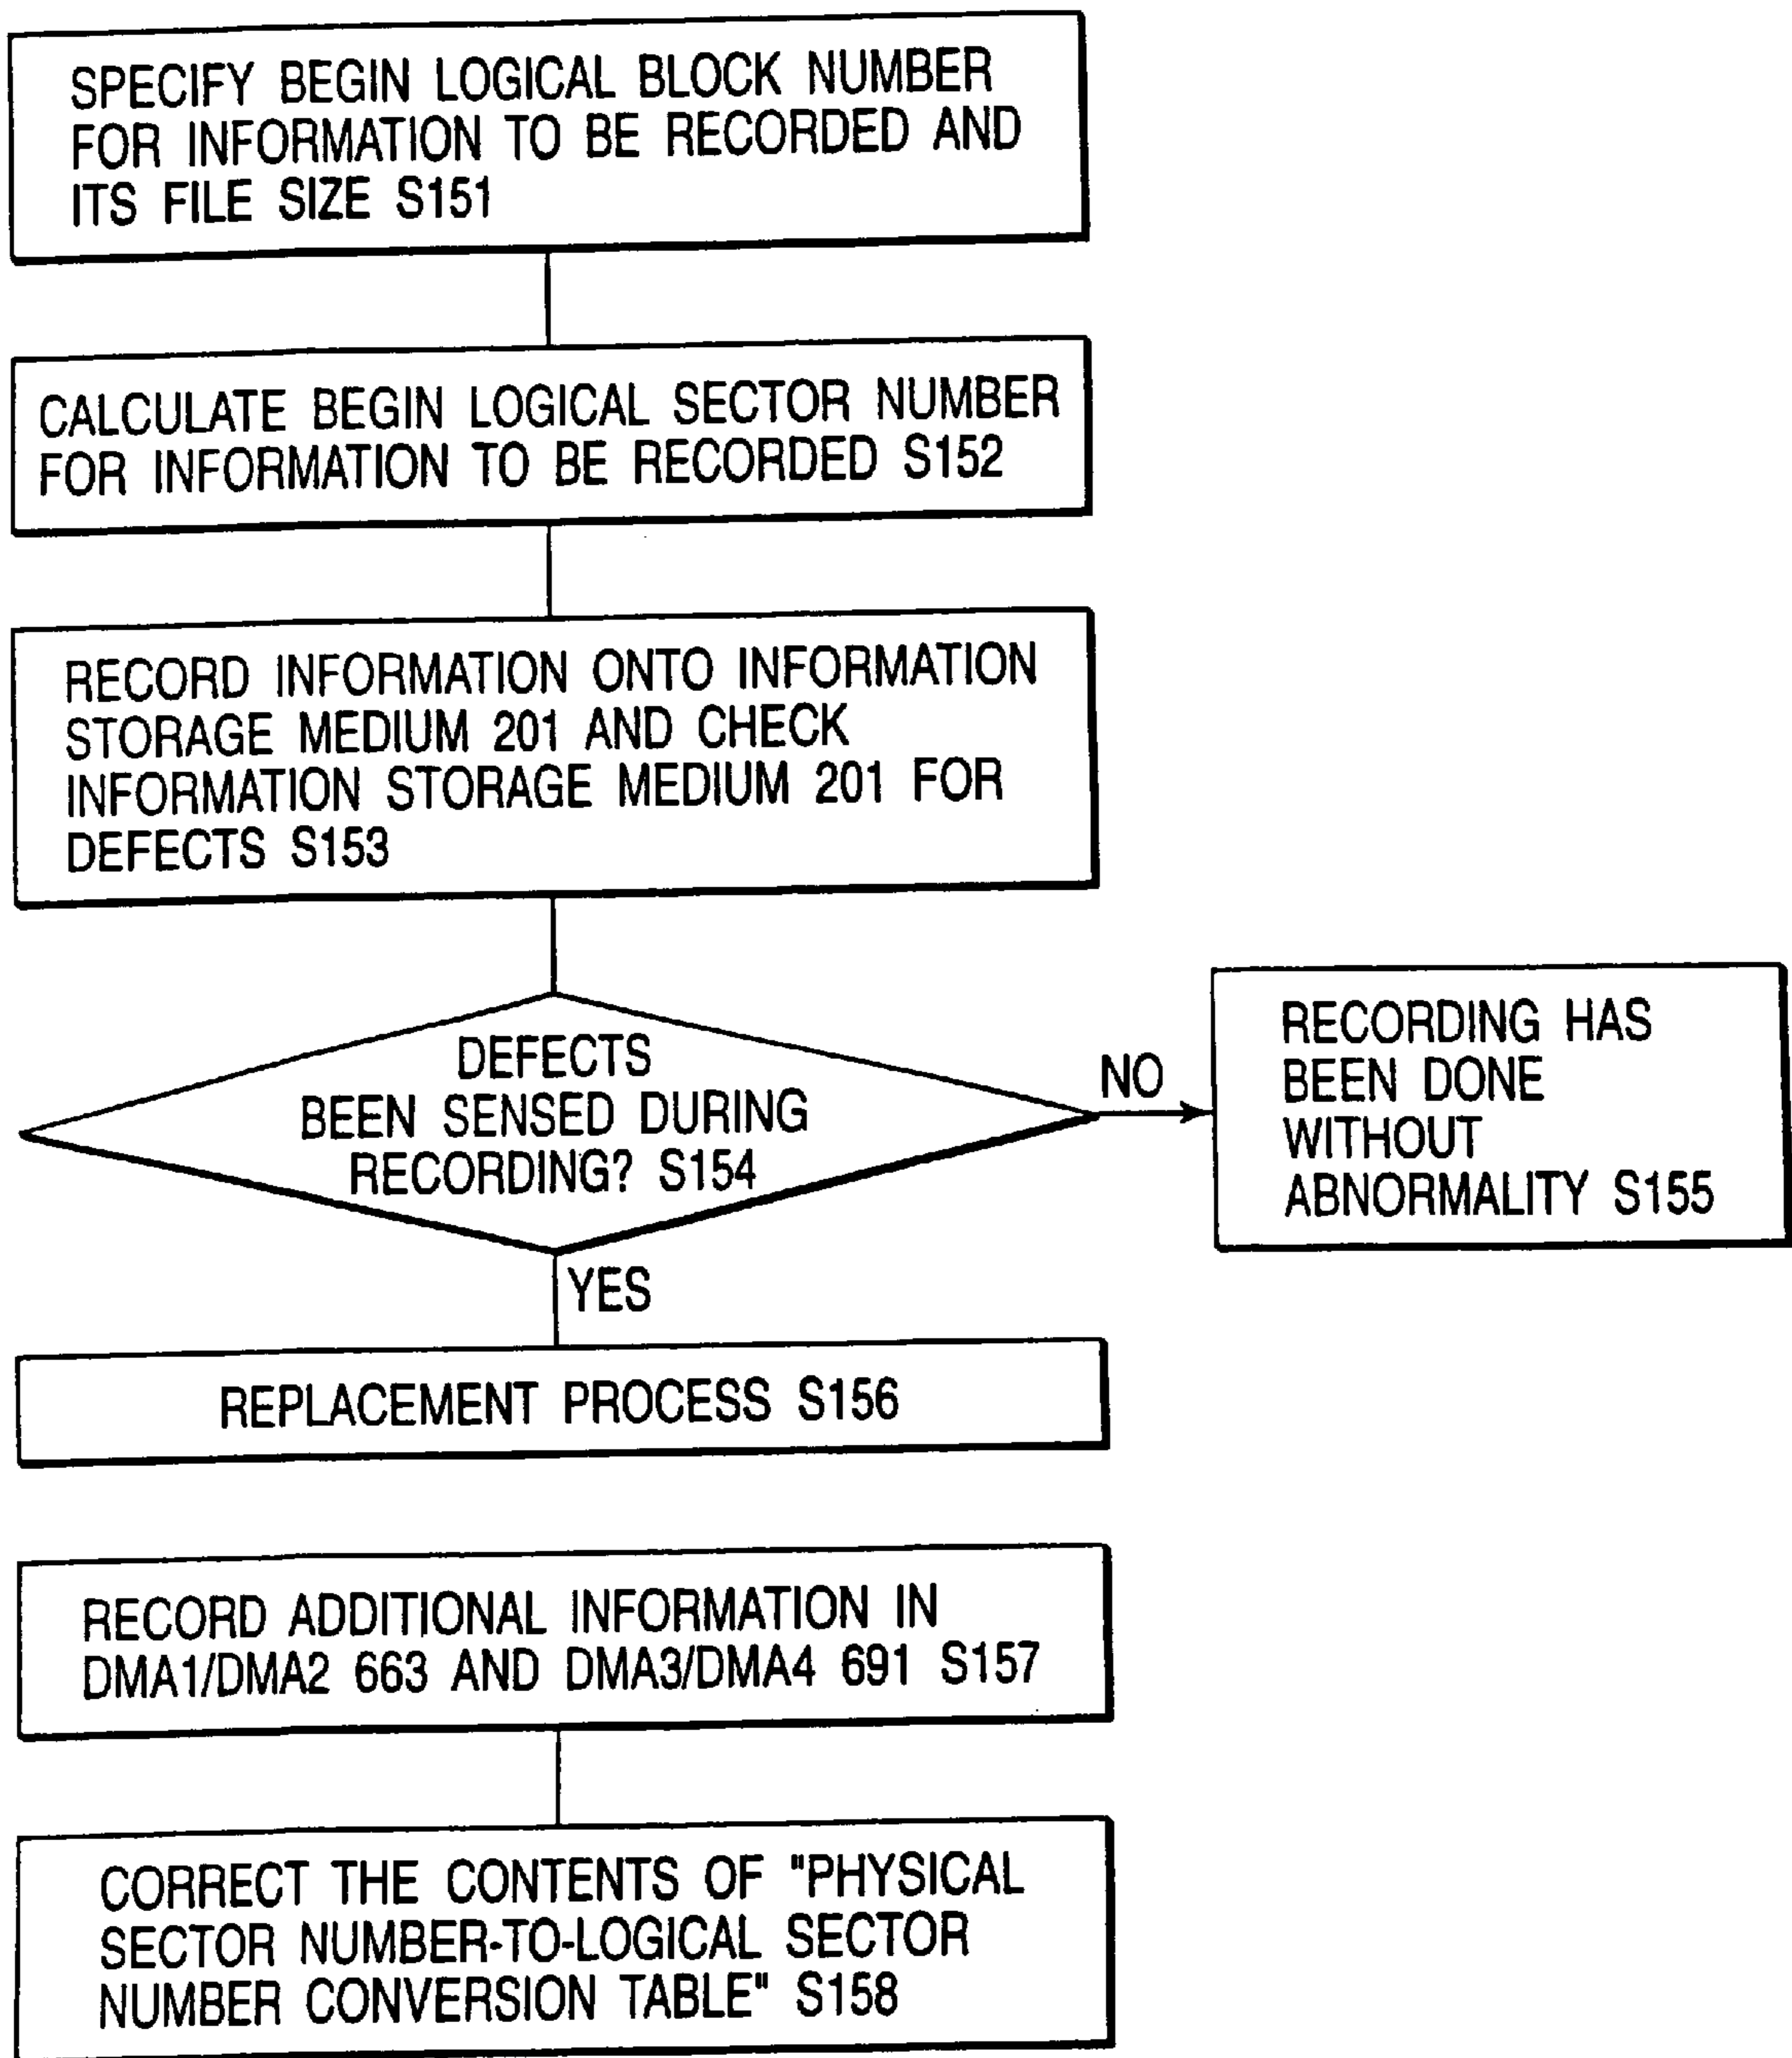 SPECIFY BEGIN LOGICAL BLOCK NUMBER
FOR INFORMATION TO BE RECORDED AND
ITS FILE SIZE S151
CALCULATE BEGIN LOGICAL SECTOR NUMBER
FOR INFORMATION TO BE RECORDED S152
RECORD INFORMATION ONTO INFORMATION
STORAGE MEDIUM 201 AND CHECK
INFORMATION STORAGE MEDIUM 201 FOR
DEFECTS S153
DEFECTS
BEEN SENSED DURING
RECORDING? S154
NO
RECORDING HAS
BEEN DONE
WITHOUT
ABNORMALITY S155
YES
REPLACEMENT PROCESS S156
RECORD ADDITIONAL INFORMATION IN
DMA1/DMA2 663 AND DMA3/DMA4 691 S157
CORRECT THE CONTENTS OF "PHYSICAL
SECTOR NUMBER-TO-LOGICAL SECTOR
NUMBER CONVERSION TABLE" S158